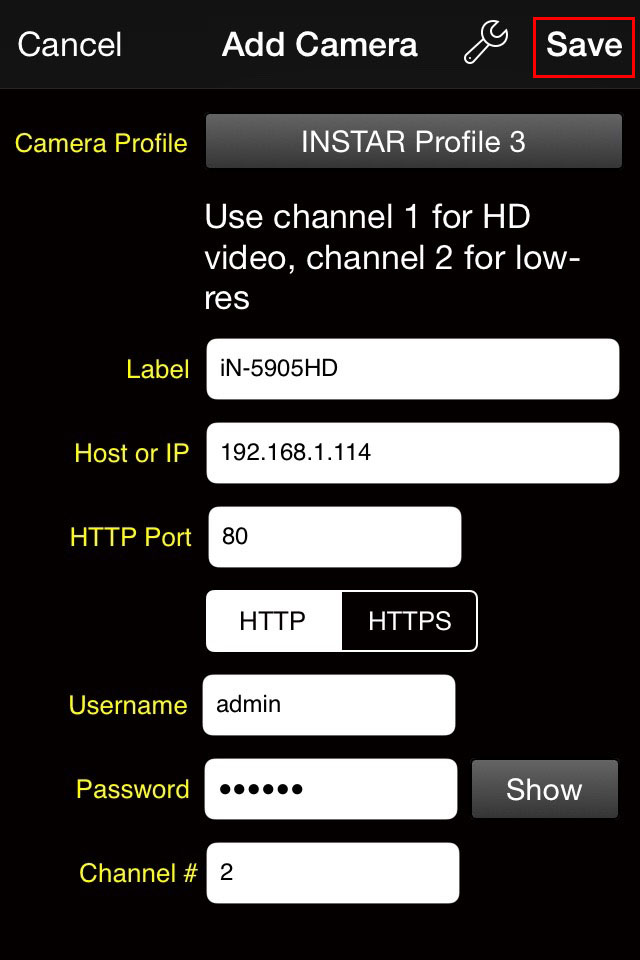 Cancel Add Camera Save
Camera Profile INSTAR Profile 3
Use channel 1 for HD
video, channel 2 for low-
res
Label iN-5905HD
Host or IP 192.168.1.114
HTTP Port 80
HTTP HTTPS
Username admin
Password •••••• Show
Channel # 2